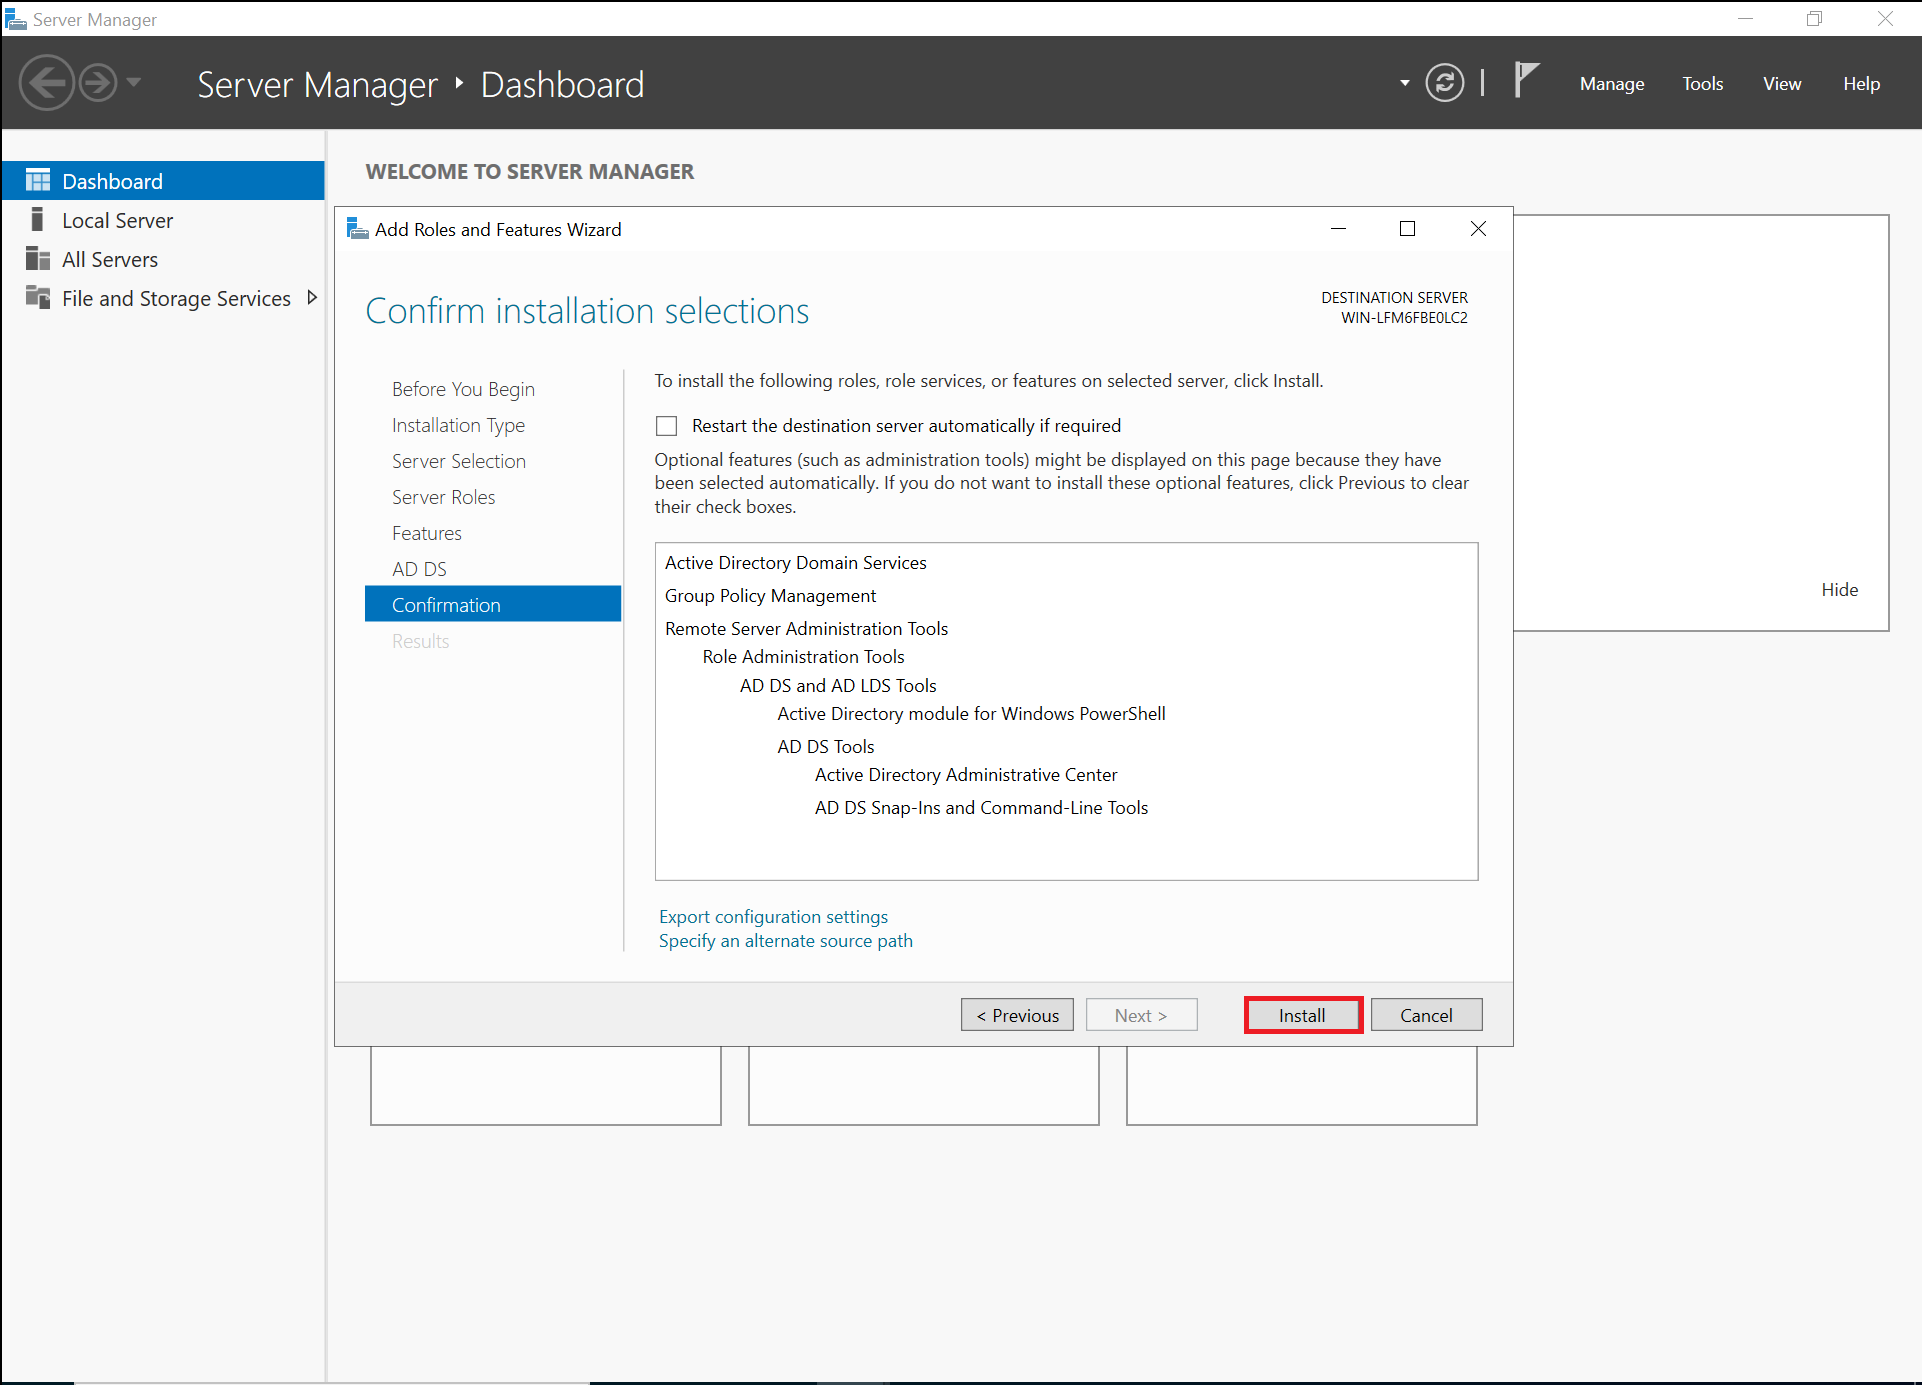 Server Manager
Server Manager ‣ Dashboard
Manage
Tools
View
Help
Dashboard
Local Server
All Servers
File and Storage Services
WELCOME TO SERVER MANAGER
Hide
Add Roles and Features Wizard
Confirm installation selections
DESTINATION SERVER
WIN-LFM6FBE0LC2
Before You Begin
Installation Type
Server Selection
Server Roles
Features
AD DS
Confirmation
Results
To install the following roles, role services, or features on selected server, click Install.
Restart the destination server automatically if required
Optional features (such as administration tools) might be displayed on this page because they have
been selected automatically. If you do not want to install these optional features, click Previous to clear
their check boxes.
Active Directory Domain Services
Group Policy Management
Remote Server Administration Tools
Role Administration Tools
AD DS and AD LDS Tools
Active Directory module for Windows PowerShell
AD DS Tools
Active Directory Administrative Center
AD DS Snap-Ins and Command-Line Tools
Export configuration settings
Specify an alternate source path
< Previous
Next >
Install
Cancel